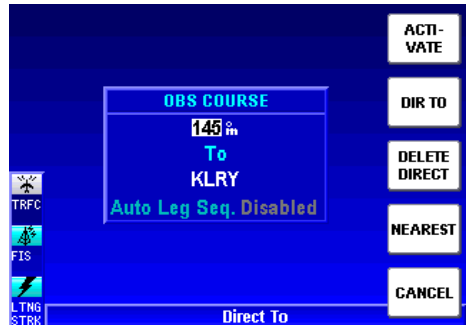 ACTI-
VATE
OBS COURSE
DIR TO
145 °m
To
KLRY
Auto Leg Seq. Disabled
DELETE
DIRECT
TRFC
FIS
NEAREST
LTNG
STRK
CANCEL
Direct To